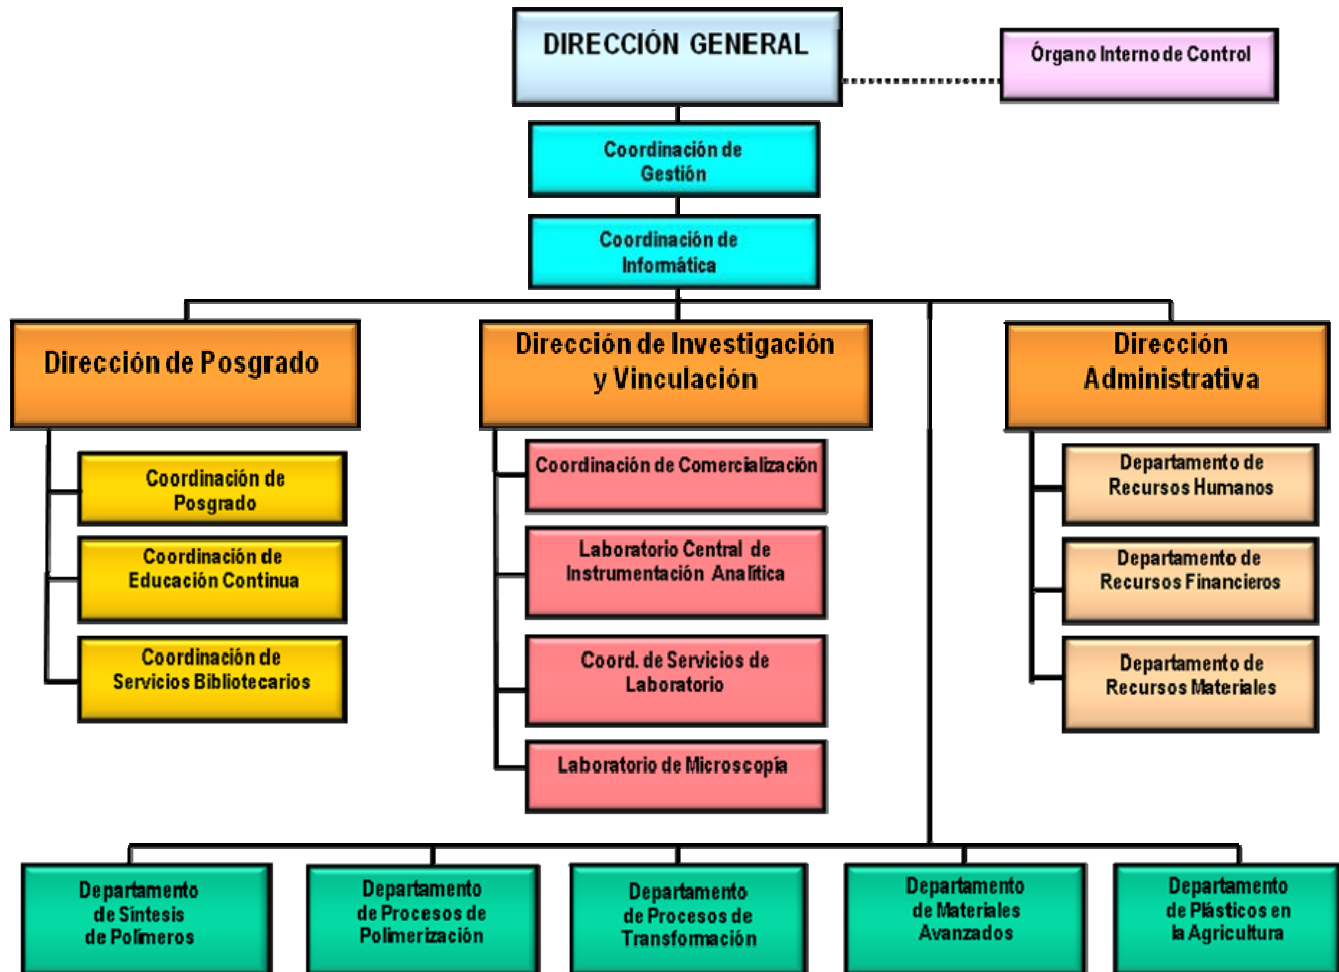 DIRECCIÓN GENERAL
Órgano Interno de Control
Coordinación de
Gestión
Coordinación de
Informática
Dirección de Posgrado
Dirección de Investigación
y Vinculación
Dirección
Administrativa
Coordinación de
Posgrado
Coordinación de
Educación Continua
Coordinación de
Servicios Bibliotecarios
Coordinación de Comercialización
Laboratorio Central de
Instrumentación Analítica
Coord. de Servicios de
Laboratorio
Laboratorio de Microscopía
Departamento de
Recursos Humanos
Departamento de
Recursos Financieros
Departamento de
Recursos Materiales
Departamento
de Síntesis
de Polímeros
Departamento
de Procesos de
Polimerización
Departamento
de Procesos de
Transformación
Departamento
de Materiales
Avanzados
Departamento
de Plásticos en
la Agricultura